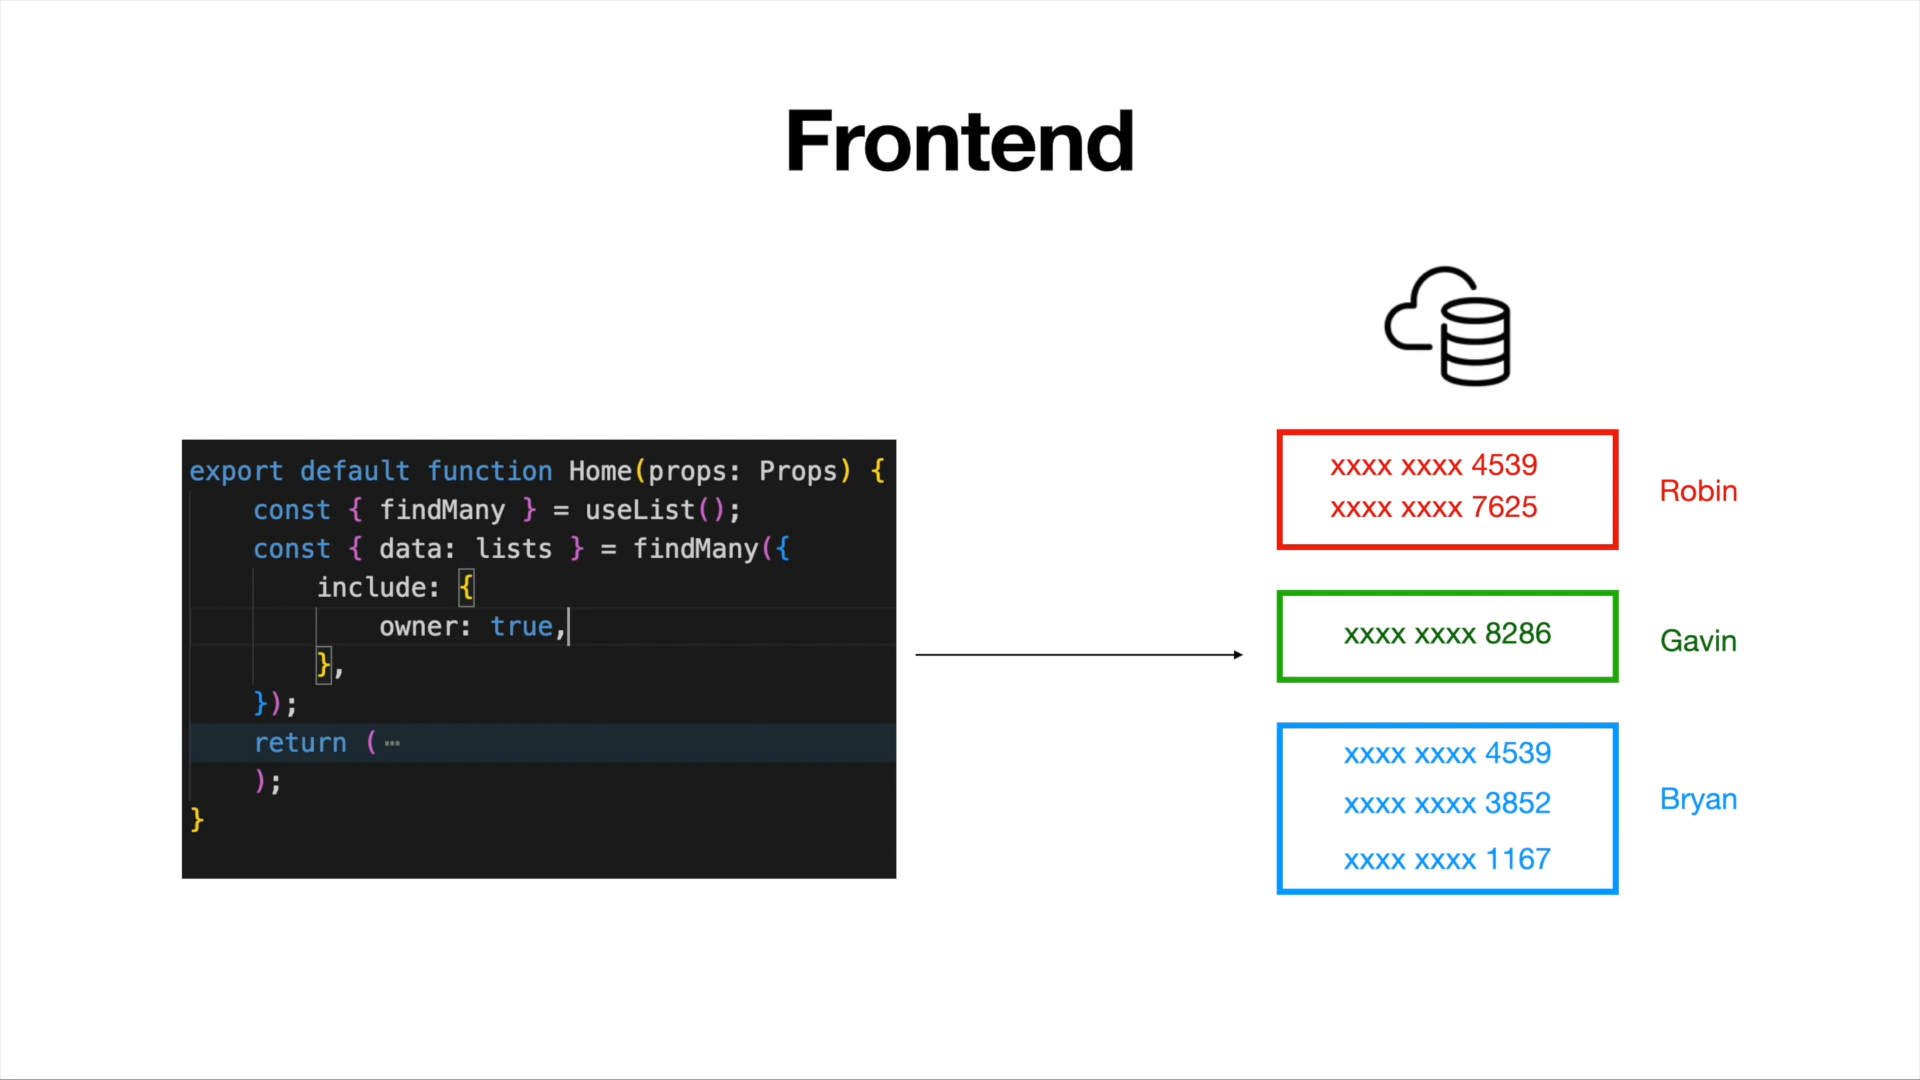 Frontend
export default function Home(props: Props) {
const { findMany } = useList();
const { data: lists } = findMany({
include: {
owner: true,
},
});
return (⋯
);
}
xxxx xxxx 4539
xxxx xxxx 7625
Robin
xxxx xxxx 8286
Gavin
xxxx xxxx 4539
xxxx xxxx 3852
xxxx xxxx 1167
Bryan